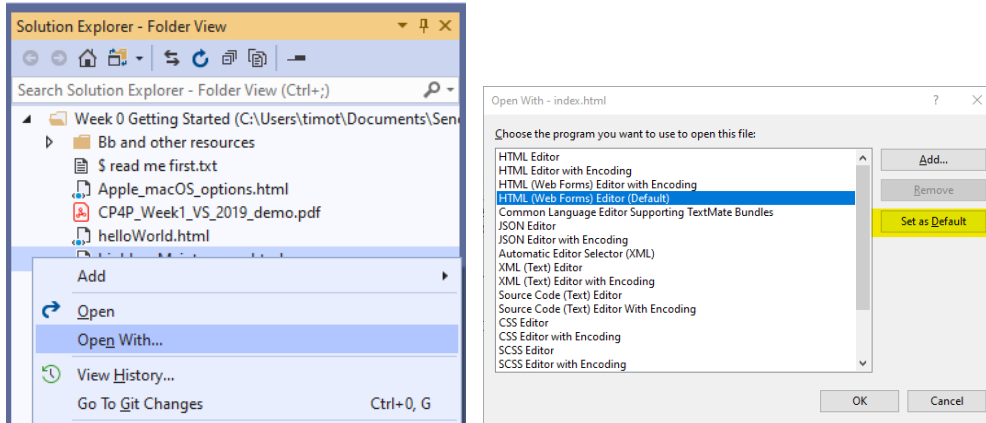 Solution Explorer - Folder View
Search Solution Explorer - Folder View (Ctrl+;)
Week 0 Getting Started (C:\Users\timot\Documents\Sen
Bb and other resources
$ read me first.txt
Apple_macOS_options.html
CP4P_Week1_VS_2019_demo.pdf
helloWorld.html
Add
Open
Open With...
View History...
Go To Git Changes Ctrl+0, G
Open With - index.html
Choose the program you want to use to open this file:
HTML Editor
HTML Editor with Encoding
HTML (Web Forms) Editor with Encoding
HTML (Web Forms) Editor (Default)
Common Language Editor Supporting TextMate Bundles
JSON Editor
JSON Editor with Encoding
Automatic Editor Selector (XML)
XML (Text) Editor
XML (Text) Editor with Encoding
Source Code (Text) Editor
Source Code (Text) Editor With Encoding
CSS Editor
CSS Editor with Encoding
SCSS Editor
SCSS Editor with Encoding
Add...
Remove
Set as Default
OK
Cancel